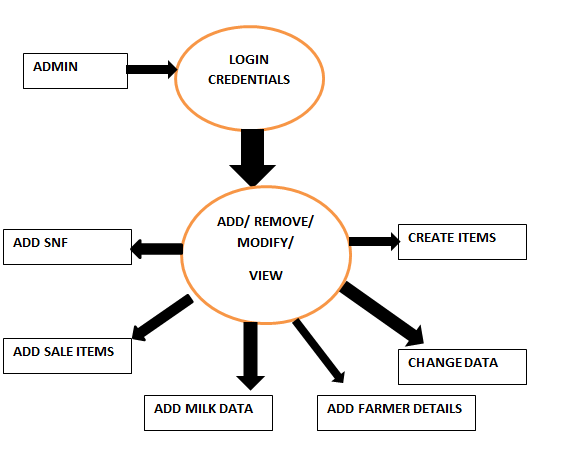 ADMIN
LOGIN
CREDENTIALS
ADD/ REMOVE/
MODIFY/
VIEW
ADD SNF
CREATE ITEMS
ADD SALE ITEMS
CHANGE DATA
ADD MILK DATA
ADD FARMER DETAILS